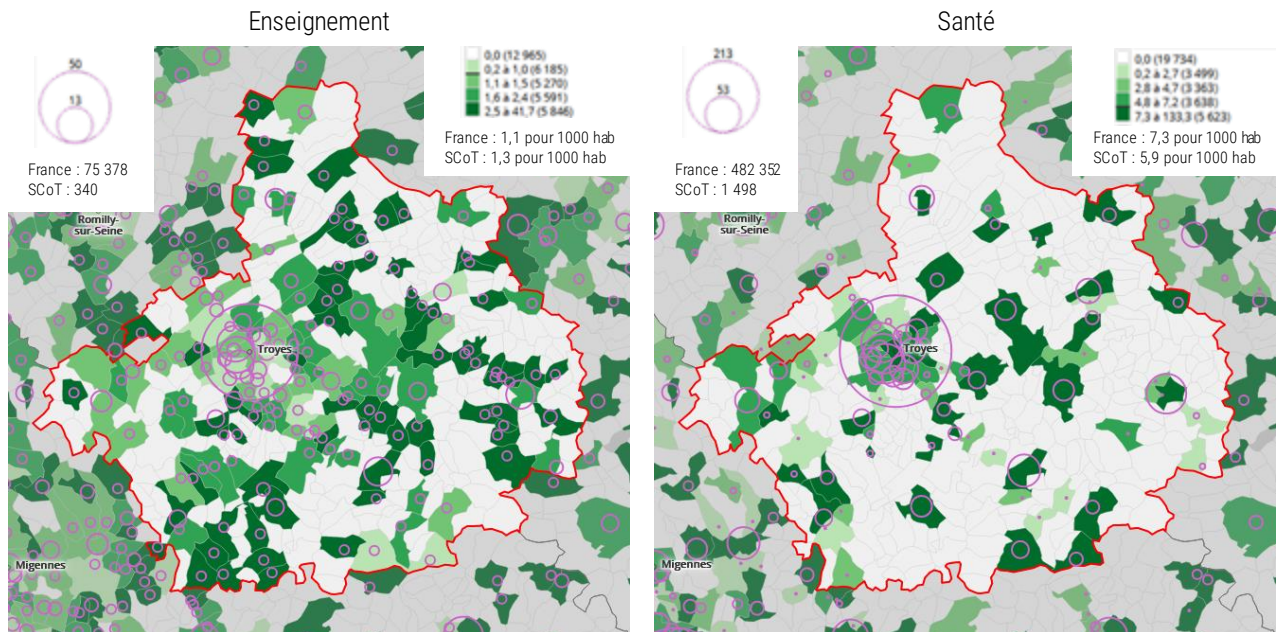 Enseignement
50
13
France : 75 378
SCoT : 340
0,0 (12 965)
0,2 à 1,0 (6 185)
1,1 à 1,5 (5 270)
1,6 à 2,4 (5 591)
2,5 à 41,7 (5 846)
France : 1,1 pour 1000 hab
SCoT : 1,3 pour 1000 hab
Romilly-
sur-Seine
Troyes
Migennes
Santé
213
53
France : 482 352
SCoT : 1 498
0,0 (19 734)
0,2 à 2,7 (3 499)
2,8 à 4,7 (3 363)
4,8 à 7,2 (3 638)
7,3 à 133,3 (5 623)
France : 7,3 pour 1000 hab
SCoT : 5,9 pour 1000 hab
Romilly-
sur-Seine
Troyes
Migennes